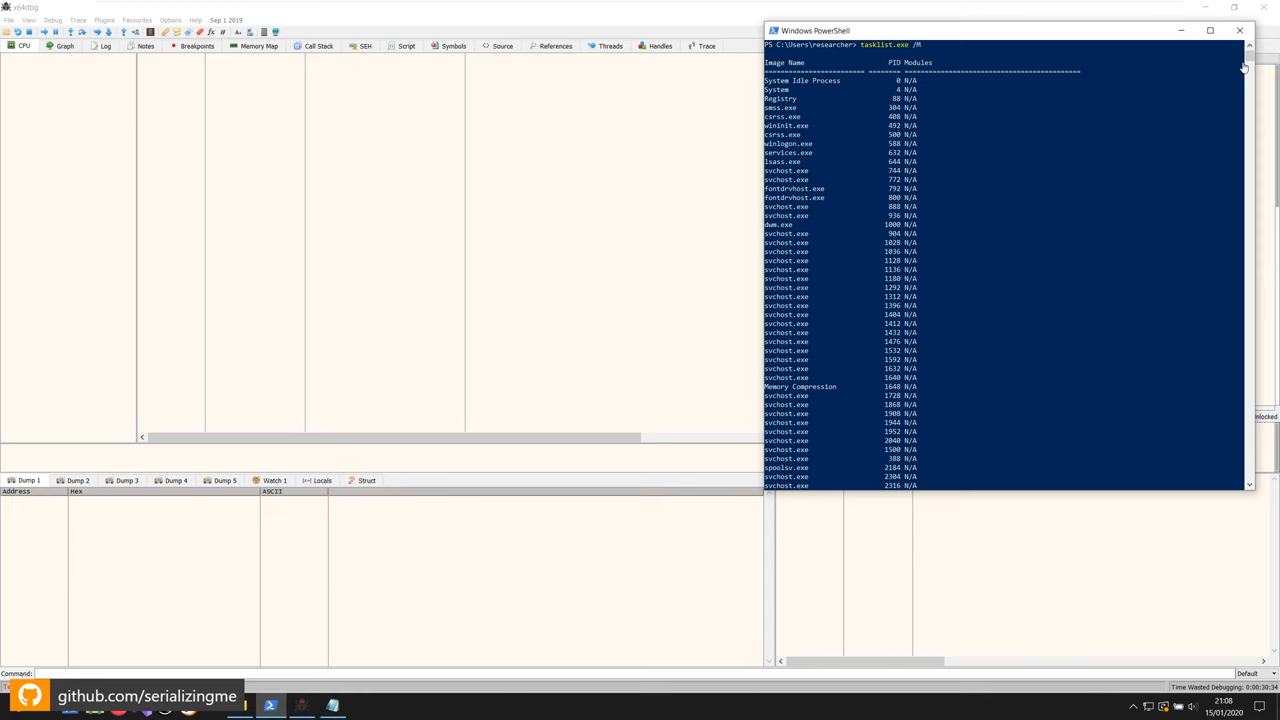 x64dbg
File View Debug Trace Plugins Favourites Options Help Sep 1 2019
CPU Graph Log Notes Breakpoints Memory Map Call Stack SEH Script Symbols Source References Threads Handles Trace
Windows PowerShell
PS C:\Users\researcher> tasklist.exe /M
Image Name PID Modules
========================= ======== ============================================
System Idle Process 0 N/A
System 4 N/A
Registry 88 N/A
smss.exe 304 N/A
csrss.exe 408 N/A
wininit.exe 492 N/A
csrss.exe 500 N/A
winlogon.exe 588 N/A
services.exe 632 N/A
lsass.exe 644 N/A
svchost.exe 744 N/A
svchost.exe 772 N/A
fontdrvhost.exe 792 N/A
fontdrvhost.exe 800 N/A
svchost.exe 888 N/A
svchost.exe 936 N/A
dwm.exe 1000 N/A
svchost.exe 904 N/A
svchost.exe 1028 N/A
svchost.exe 1036 N/A
svchost.exe 1128 N/A
svchost.exe 1136 N/A
svchost.exe 1180 N/A
svchost.exe 1292 N/A
svchost.exe 1312 N/A
svchost.exe 1396 N/A
svchost.exe 1404 N/A
svchost.exe 1412 N/A
svchost.exe 1432 N/A
svchost.exe 1476 N/A
svchost.exe 1532 N/A
svchost.exe 1592 N/A
svchost.exe 1632 N/A
svchost.exe 1640 N/A
Memory Compression 1648 N/A
svchost.exe 1728 N/A
svchost.exe 1868 N/A
svchost.exe 1908 N/A
svchost.exe 1944 N/A
svchost.exe 1952 N/A
svchost.exe 2040 N/A
svchost.exe 1500 N/A
svchost.exe 388 N/A
spoolsv.exe 2184 N/A
svchost.exe 2304 N/A
svchost.exe 2316 N/A
Dump 1 Dump 2 Dump 3 Dump 4 Dump 5 Watch 1 Locals Struct
Address Hex ASCII
Command: Default
Time Wasted Debugging: 0:00:30:34
github.com/serializingme
21:08
15/01/2020